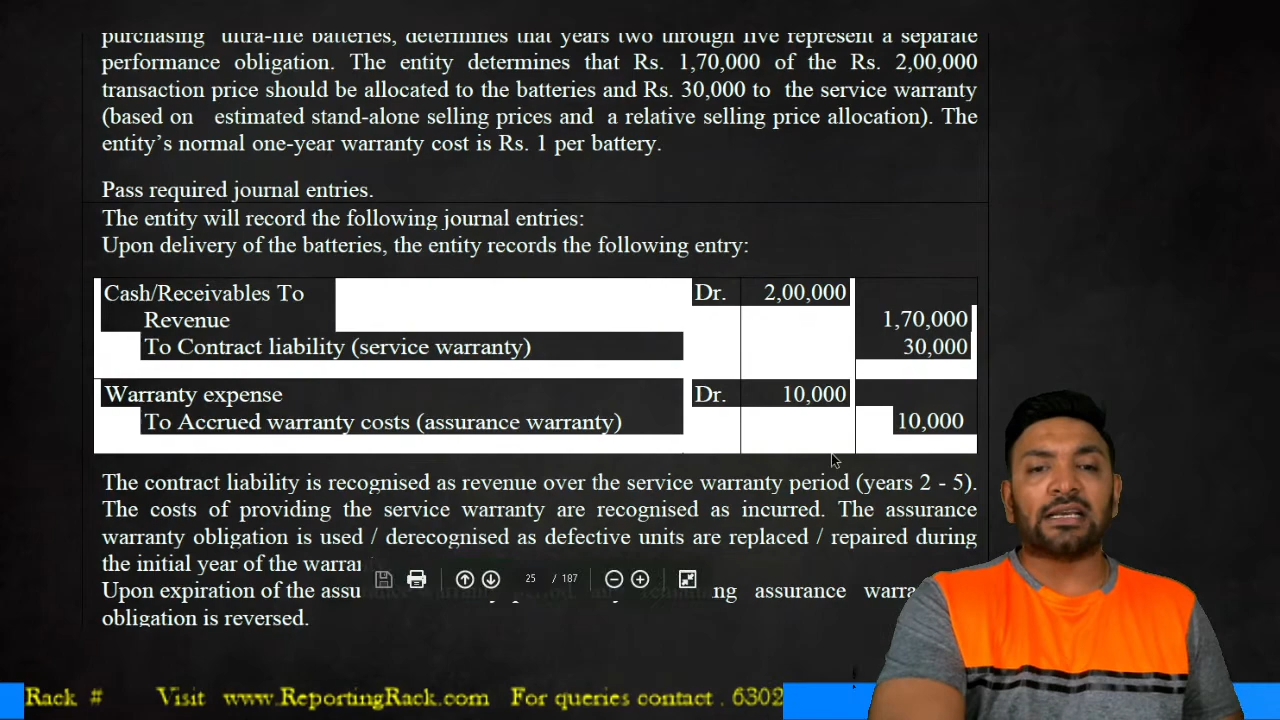 purchasing ultra-life batteries, determines that years two through five represent a separate
performance obligation. The entity determines that Rs. 1,70,000 of the Rs. 2,00,000
transaction price should be allocated to the batteries and Rs. 30,000 to the service warranty
(based on estimated stand-alone selling prices and a relative selling price allocation). The
entity's normal one-year warranty cost is Rs. 1 per battery.
Pass required journal entries.
The entity will record the following journal entries:
Upon delivery of the batteries, the entity records the following entry:
Cash/Receivables To Dr. 2,00,000
Revenue 1,70,000
To Contract liability (service warranty) 30,000
Warranty expense Dr. 10,000
To Accrued warranty costs (assurance warranty) 10,000
The contract liability is recognised as revenue over the service warranty period (years 2 - 5).
The costs of providing the service warranty are recognised as incurred. The assurance
warranty obligation is used / derecognised as defective units are replaced / repaired during
the initial year of the
25 / 107
Upon expiration of the assurance
obligation is reversed.
Rack # Visit www.ReportingRack.com For queries contact . 6302